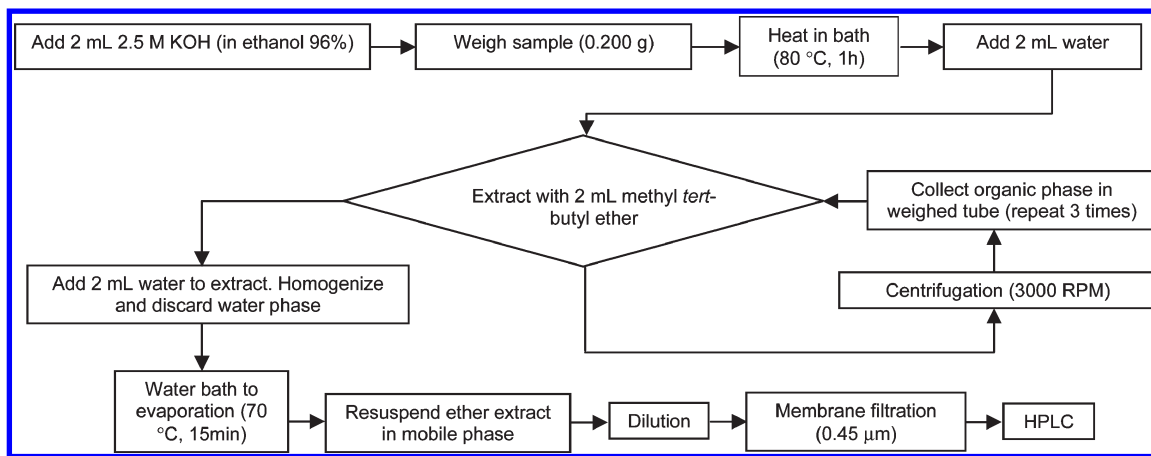 Add 2 mL 2.5 M KOH (in ethanol 96%)
Weigh sample (0.200 g)
Heat in bath
(80 °C, 1h)
Add 2 mL water
Extract with 2 mL methyl tert-
butyl ether
Collect organic phase in
weighed tube (repeat 3 times)
Centrifugation (3000 RPM)
Add 2 mL water to extract. Homogenize
and discard water phase
Water bath to
evaporation (70
°C, 15min)
Resuspend ether extract
in mobile phase
Dilution
Membrane filtration
(0.45 μm)
HPLC